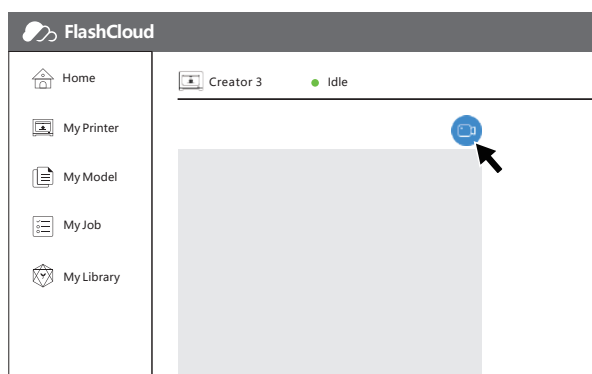 FlashCloud
Home
Creator 3
Idle
My Printer
My Model
My Job
My Library